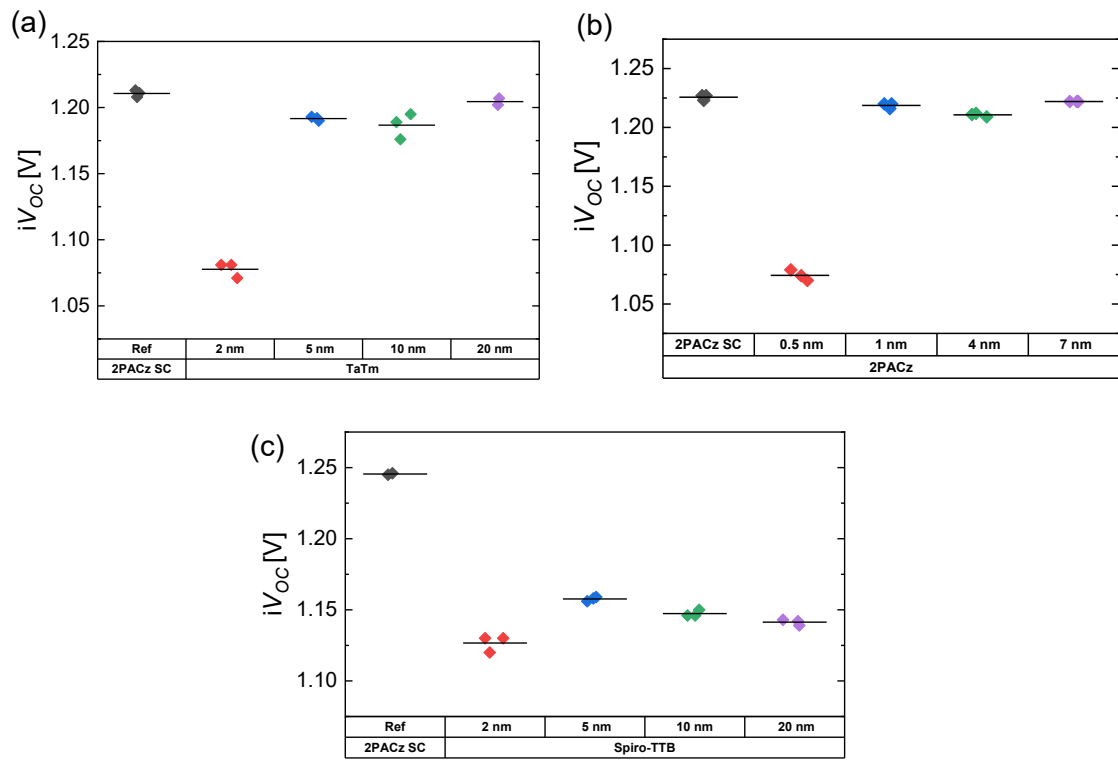 (a)
1.25
1.20
1.15
1.10
1.05
iVOC [V]
Ref 2 nm 5 nm 10 nm 20 nm
2PACz SC TaTm
(b)
1.25
1.20
1.15
1.10
1.05
iVOC [V]
2PACz SC 0.5 nm 1 nm 4 nm 7 nm
2PACz
(c)
1.25
1.20
1.15
1.10
iVOC [V]
Ref 2 nm 5 nm 10 nm 20 nm
2PACz SC Spiro-TTB